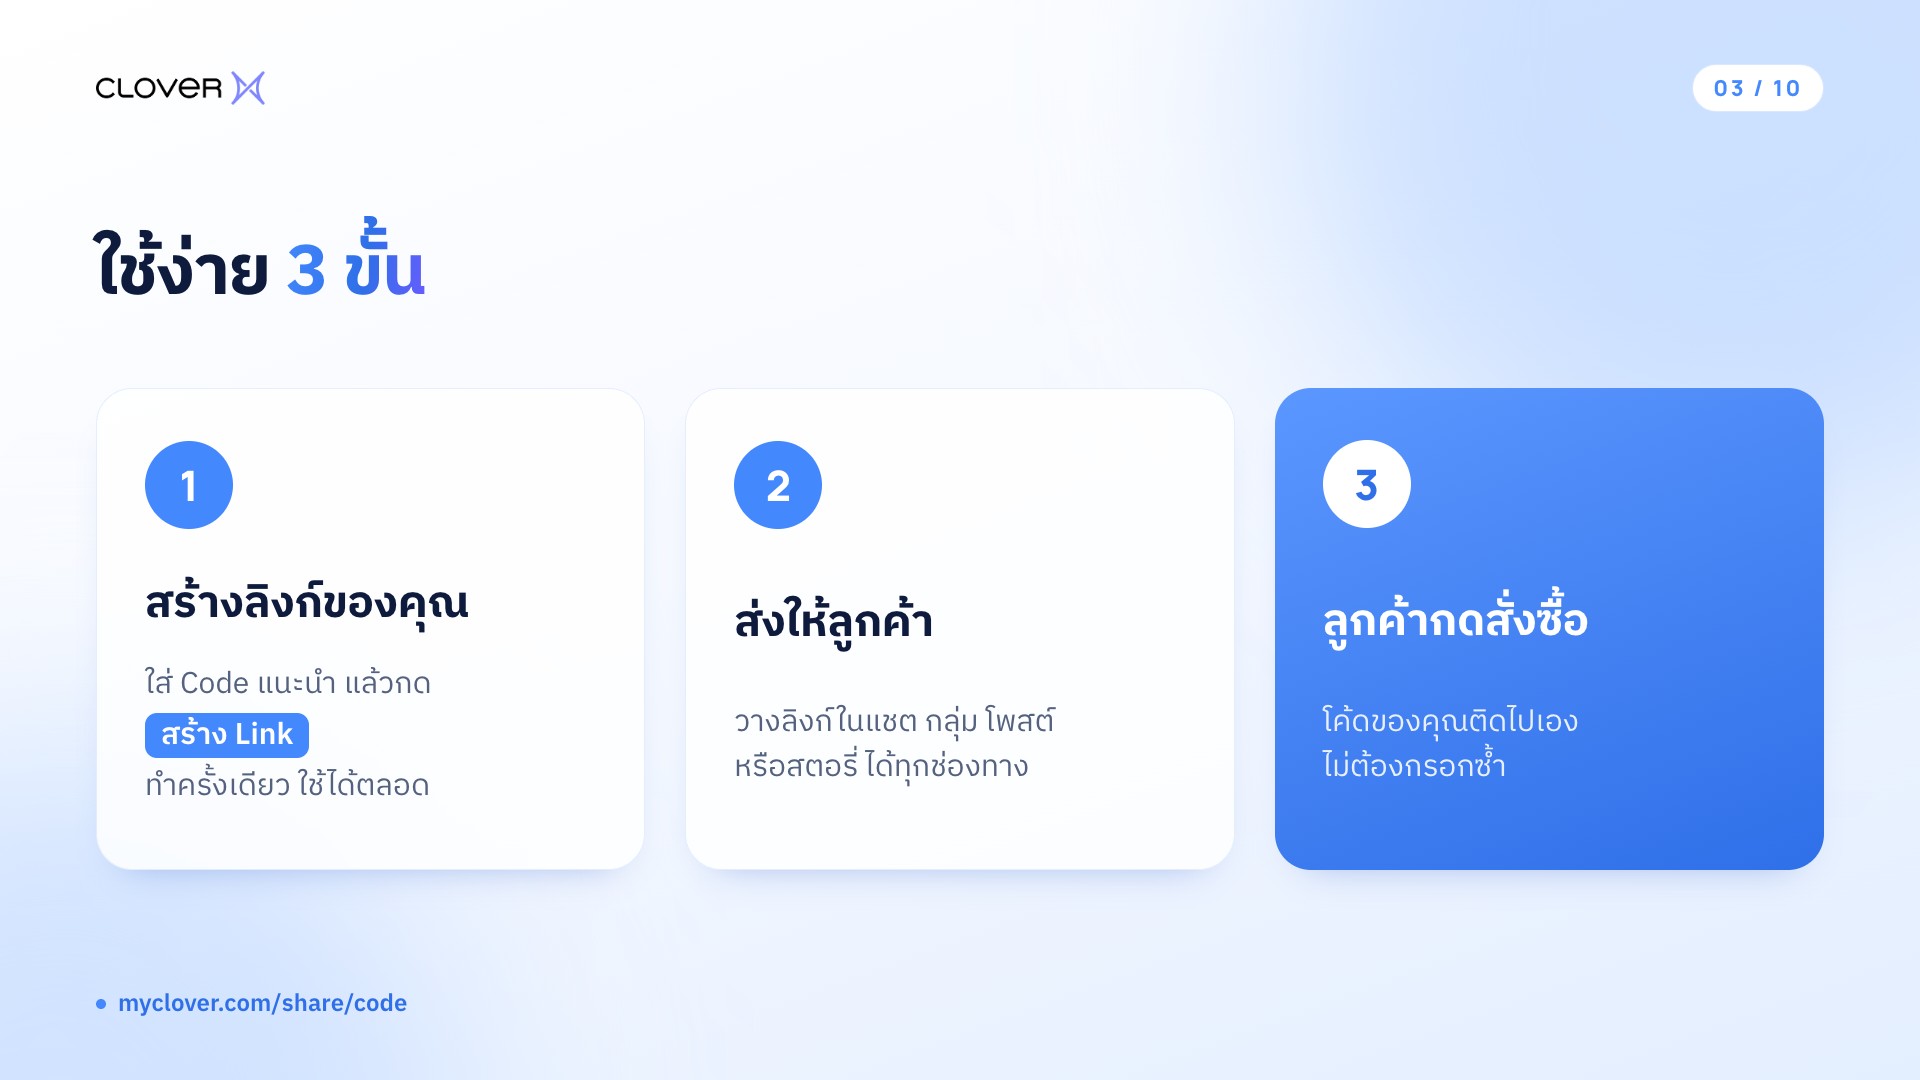 CLOVER X
03 / 10
ใช้ง่าย 3 ขั้น
1
สร้างลิงก์ของคุณ
ใส่ Code แนะนำ แล้วกด
สร้าง Link
ทำครั้งเดียว ใช้ได้ตลอด
2
ส่งให้ลูกค้า
วางลิงก์ในแชต กลุ่ม โพสต์
หรือสตอรี่ ได้ทุกช่องทาง
3
ลูกค้ากดสั่งซื้อ
โค้ดของคุณติดไปเอง
ไม่ต้องกรอกซ้ำ
myclover.com/share/code